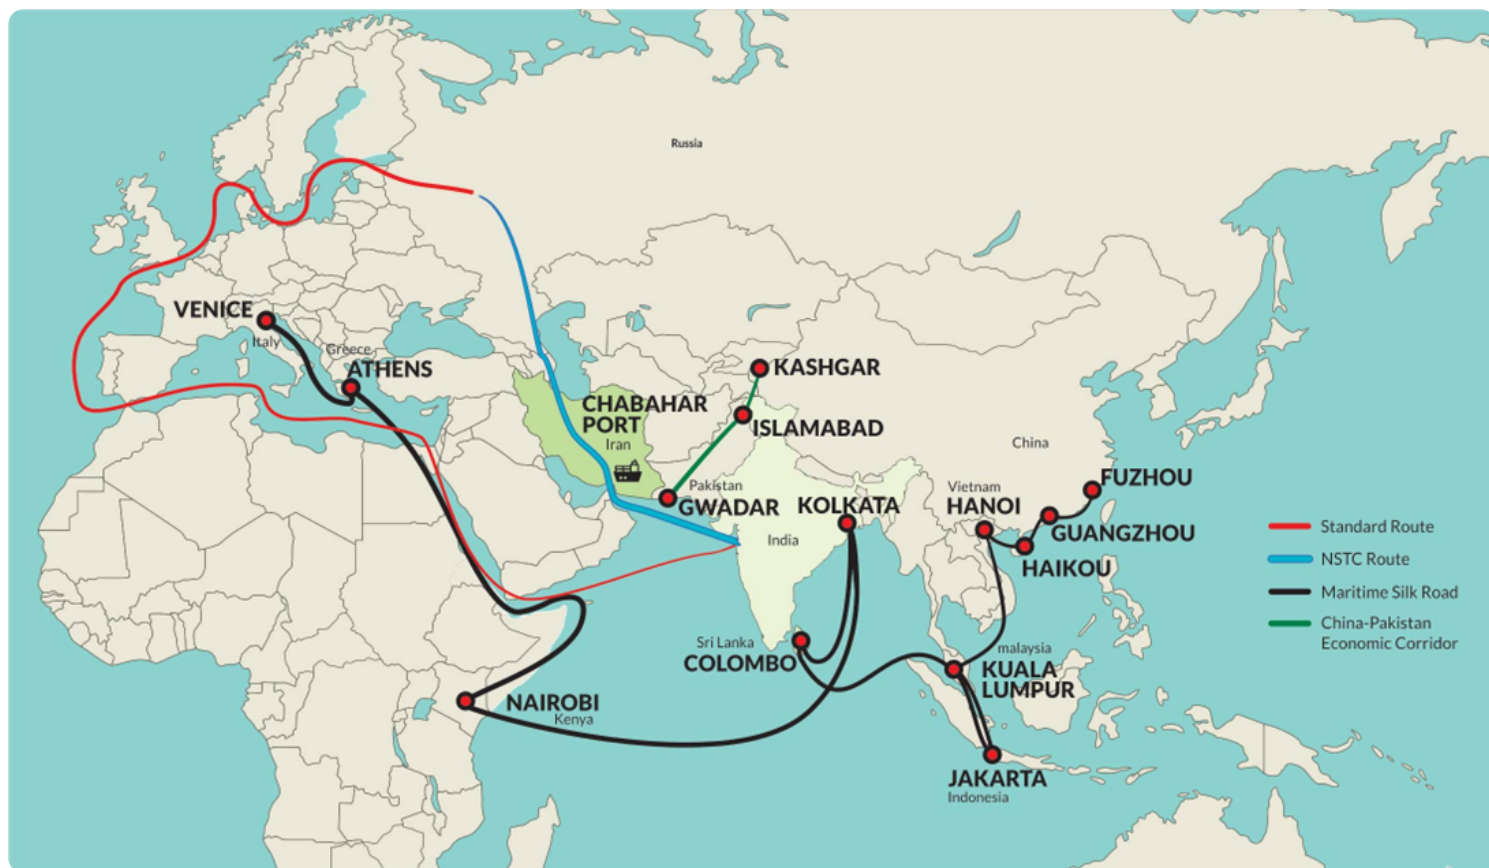 Russia
VENICE
Italy
Greece
ATHENS
KASHGAR
CHABAHAR
PORT
Iran
ISLAMABAD
China
Pakistan
GWADAR
KOLKATA
India
Vietnam
HANOI
FUZHOU
GUANGZHOU
HAIKOU
Standard Route
NSTC Route
Maritime Silk Road
China-Pakistan
Economic Corridor
Sri Lanka
COLOMBO
malaysia
KUALA
LUMPUR
NAIROBI
Kenya
JAKARTA
Indonesia